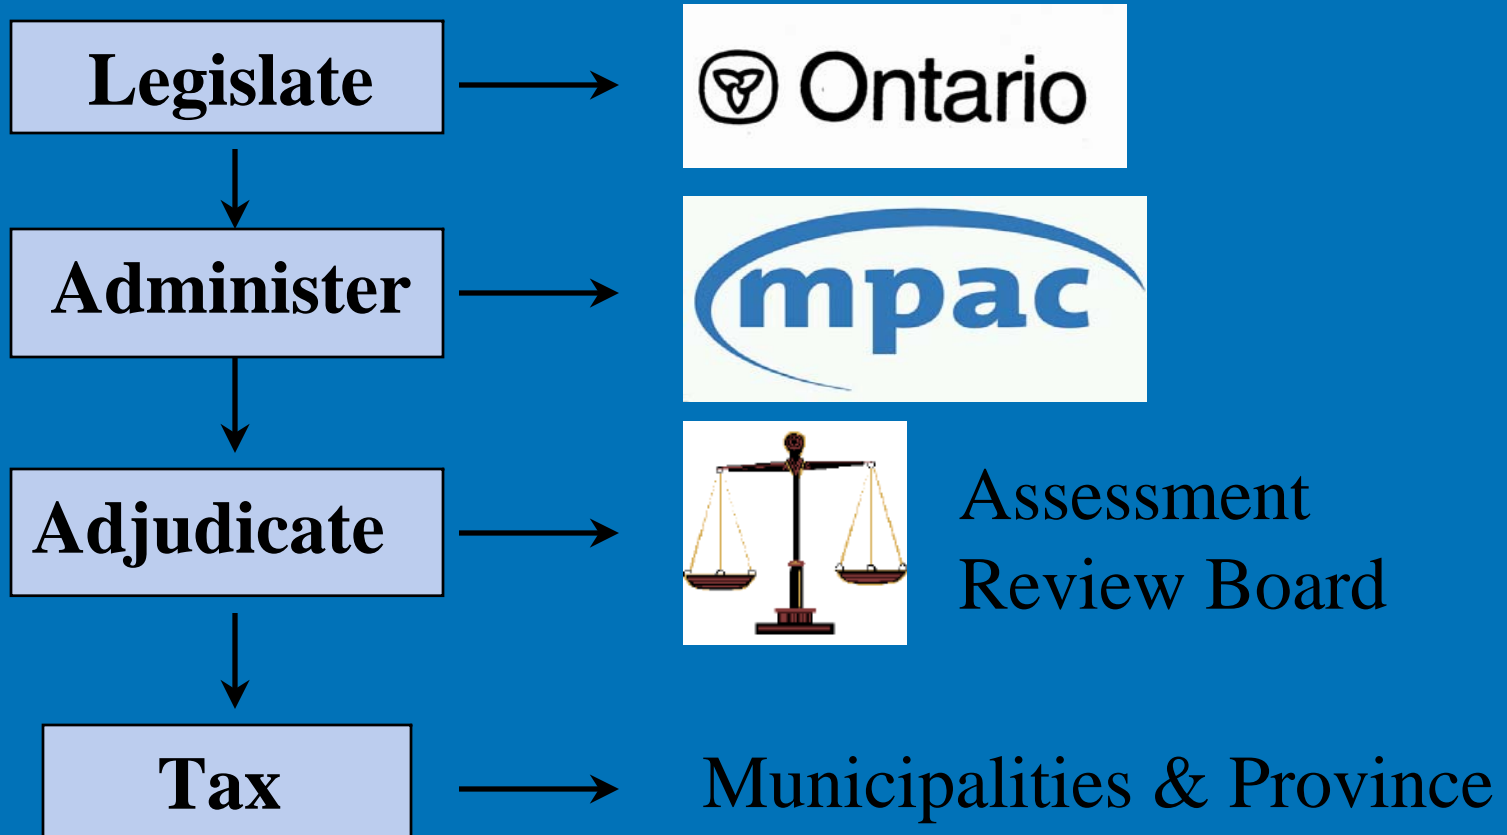 Legislate
Ontario
Administer
mpac
Adjudicate
Assessment
Review Board
Tax
Municipalities & Province